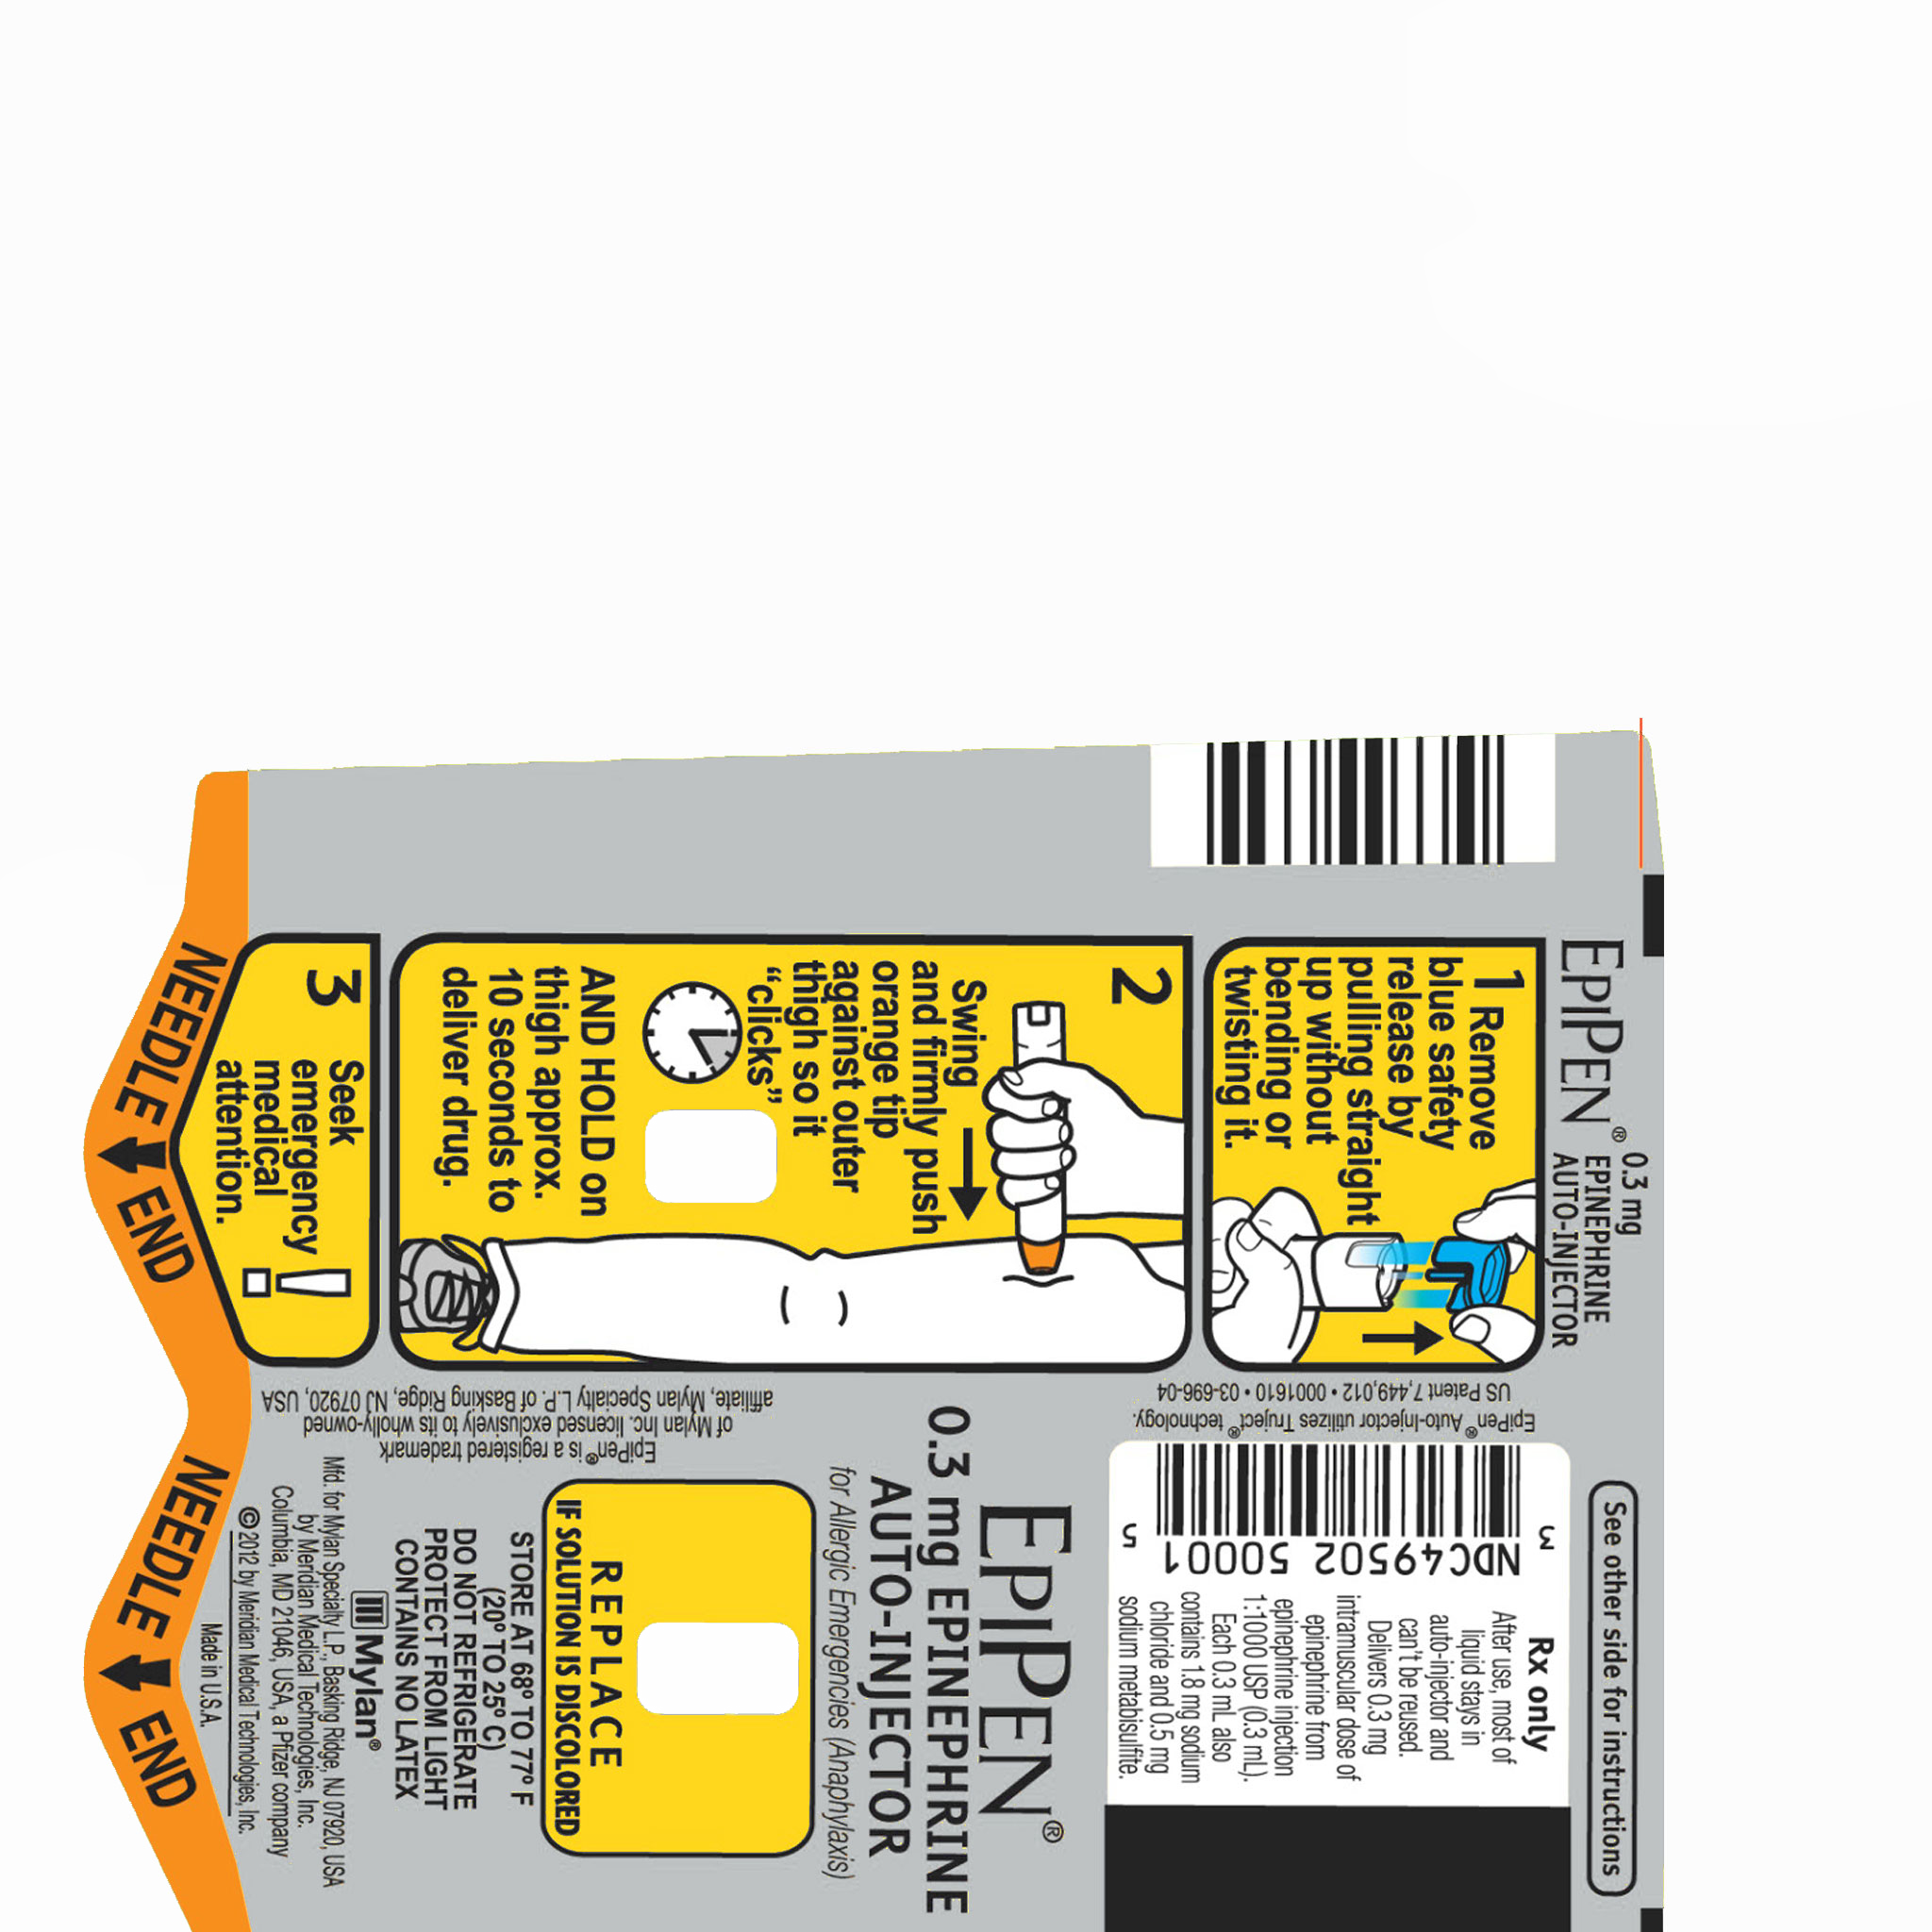 EPIPEN®
0.3 mg
EPINEPHRINE
AUTO-INJECTOR
1 Remove
blue safety
release by
pulling straight
up without
bending or
twisting it.
2
Swing
and firmly push
orange tip
against outer
thigh so it
“clicks”
AND HOLD on
thigh approx.
10 seconds to
deliver drug.
3
Seek
emergency
medical
attention.
!
NEEDLE END
See other side for instructions
Rx only
After use, most of
liquid stays in
auto-injector and
can't be reused.
Delivers 0.3 mg
intramuscular dose of
epinephrine from
epinephrine injection
1:1000 USP (0.3 mL).
Each 0.3 mL also
contains 1.8 mg sodium
chloride and 0.5 mg
sodium metabisulfite.
3
NDC49502 50001
5
EpiPen® Auto-Injector utilizes Truject® technology.
US Patent 7,449,012 • 0001610 • 03-696-04
EPIPEN®
0.3 mg EPINEPHRINE
AUTO-INJECTOR
for Allergic Emergencies (Anaphylaxis)
REPLACE
IF SOLUTION IS DISCOLORED
STORE AT 68° TO 77° F
(20° TO 25° C)
DO NOT REFRIGERATE
PROTECT FROM LIGHT
CONTAINS NO LATEX
Mylan®
Mfd. for Mylan Specialty L.P., Basking Ridge, NJ 07920, USA
by Meridian Medical Technologies, Inc.
Columbia, MD 21046, USA, a Pfizer company
©2012 by Meridian Medical Technologies, Inc.
Made in U.S.A.
EpiPen® is a registered trademark
of Mylan Inc. licensed exclusively to its wholly-owned
affiliate, Mylan Specialty L.P. of Basking Ridge, NJ 07920, USA
NEEDLE END